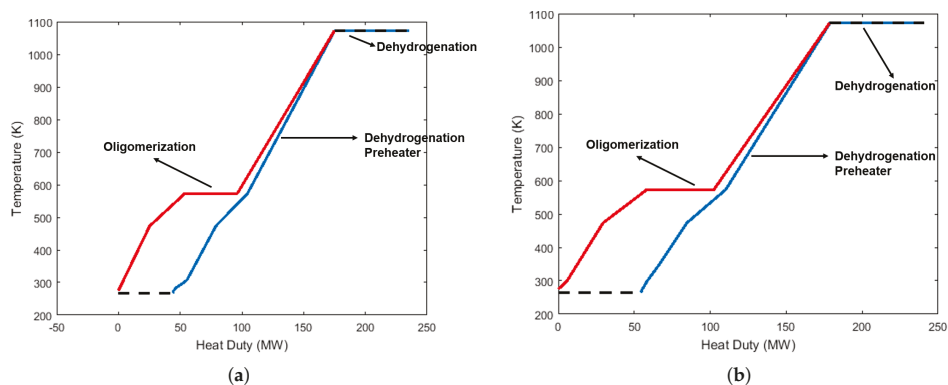 1100
1000
900
800
700
600
500
400
300
200
Temperature (K)
-50
0
50
100
150
200
250
Heat Duty (MW)
Dehydrogenation
Oligomerization
Dehydrogenation
Preheater
(a)
1100
1000
900
800
700
600
500
400
300
200
Temperature (K)
0
50
100
150
200
250
Heat Duty (MW)
Dehydrogenation
Oligomerization
Dehydrogenation
Preheater
(b)